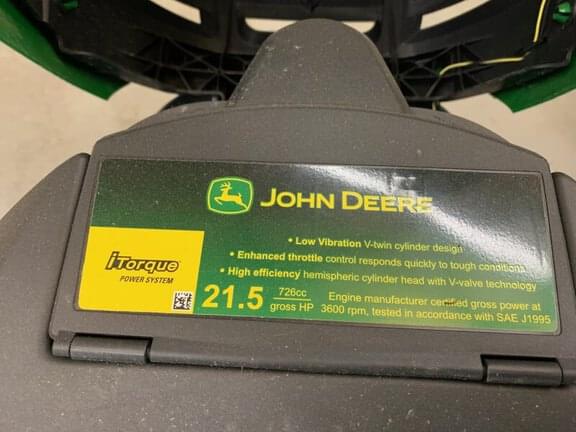 JOHN DEERE
• Low Vibration V-twin cylinder design
• Enhanced throttle control responds quickly to tough conditions
• High efficiency hemispheric cylinder head with V-valve technology
iTorque
POWER SYSTEM
21.5 726cc
gross HP
Engine manufacturer certified gross power at
3600 rpm, tested in accordance with SAE J1995